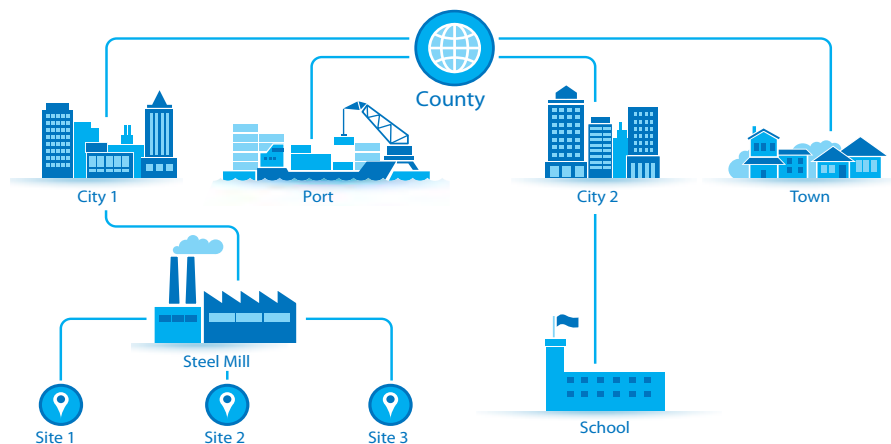 County
City 1
Port
City 2
Town
Steel Mill
Site 1
Site 2
Site 3
School